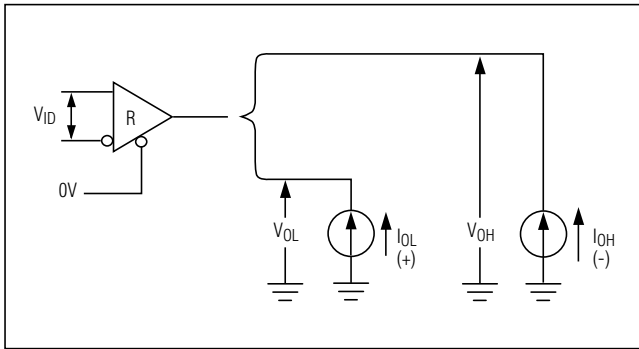 V_ID
R
0V
V_OL
I_OL
(+)
V_OH
I_OH
(-)